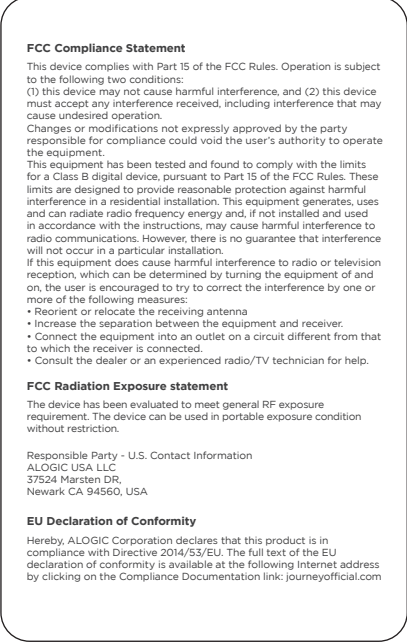 FCC Compliance Statement
This device complies with Part 15 of the FCC Rules. Operation is subject
to the following two conditions:
(1) this device may not cause harmful interference, and (2) this device
must accept any interference received, including interference that may
cause undesired operation.
Changes or modifications not expressly approved by the party
responsible for compliance could void the user's authority to operate
the equipment.
This equipment has been tested and found to comply with the limits
for a Class B digital device, pursuant to Part 15 of the FCC Rules. These
limits are designed to provide reasonable protection against harmful
interference in a residential installation. This equipment generates, uses
and can radiate radio frequency energy and, if not installed and used
in accordance with the instructions, may cause harmful interference to
radio communications. However, there is no guarantee that interference
will not occur in a particular installation.
If this equipment does cause harmful interference to radio or television
reception, which can be determined by turning the equipment of and
on, the user is encouraged to try to correct the interference by one or
more of the following measures:
• Reorient or relocate the receiving antenna
• Increase the separation between the equipment and receiver.
• Connect the equipment into an outlet on a circuit different from that
to which the receiver is connected.
• Consult the dealer or an experienced radio/TV technician for help.
FCC Radiation Exposure statement
The device has been evaluated to meet general RF exposure
requirement. The device can be used in portable exposure condition
without restriction.
Responsible Party - U.S. Contact Information
ALOGIC USA LLC
37524 Marsten DR,
Newark CA 94560, USA
EU Declaration of Conformity
Hereby, ALOGIC Corporation declares that this product is in
compliance with Directive 2014/53/EU. The full text of the EU
declaration of conformity is available at the following Internet address
by clicking on the Compliance Documentation link: journeyofficial.com